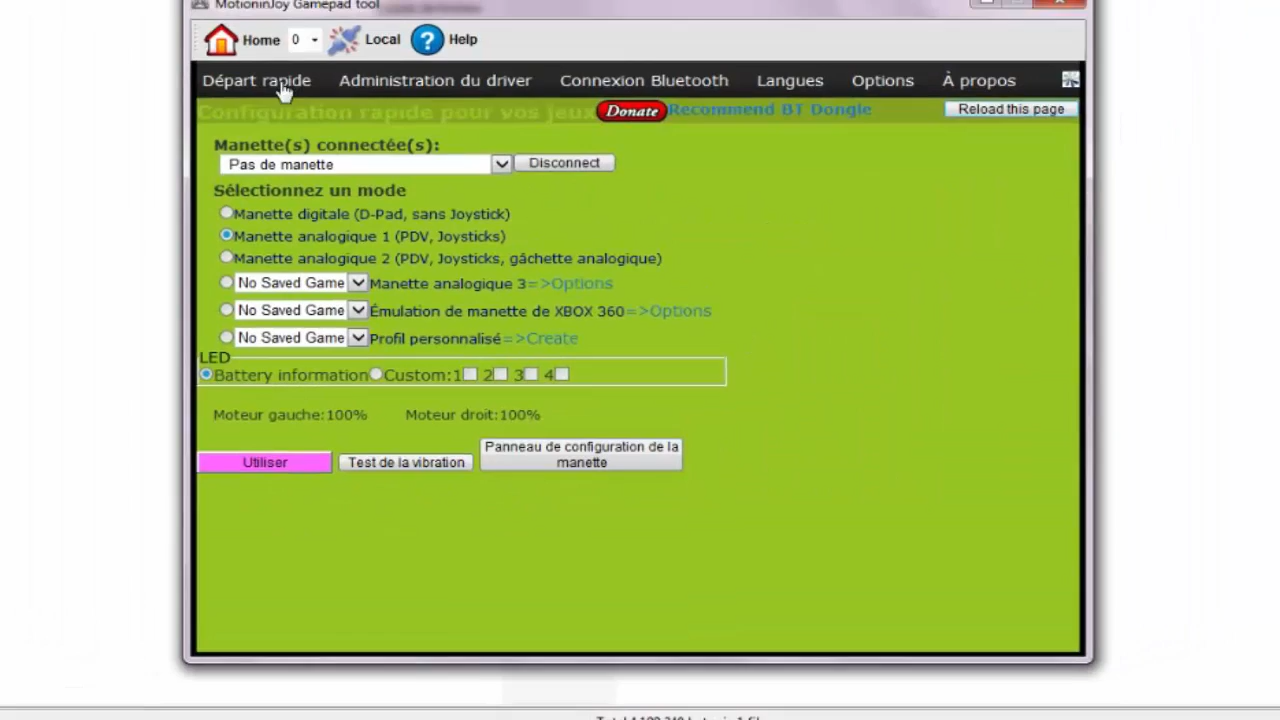 MotioninJoy Gamepad tool
Home 0 Local Help
Départ rapide Administration du driver Connexion Bluetooth Langues Options À propos
Configuration rapide pour vos jeux Donate Recommend BT Dongle Reload this page
Manette(s) connectée(s):
Pas de manette Disconnect
Sélectionnez un mode
Manette digitale (D-Pad, sans Joystick)
Manette analogique 1 (PDV, Joysticks)
Manette analogique 2 (PDV, Joysticks, gâchette analogique)
No Saved Game Manette analogique 3=>Options
No Saved Game Émulation de manette de XBOX 360=>Options
No Saved Game Profil personnalisé=>Create
LED
Battery information Custom:1 2 3 4
Moteur gauche:100% Moteur droit:100%
Utiliser Test de la vibration Panneau de configuration de la
manette